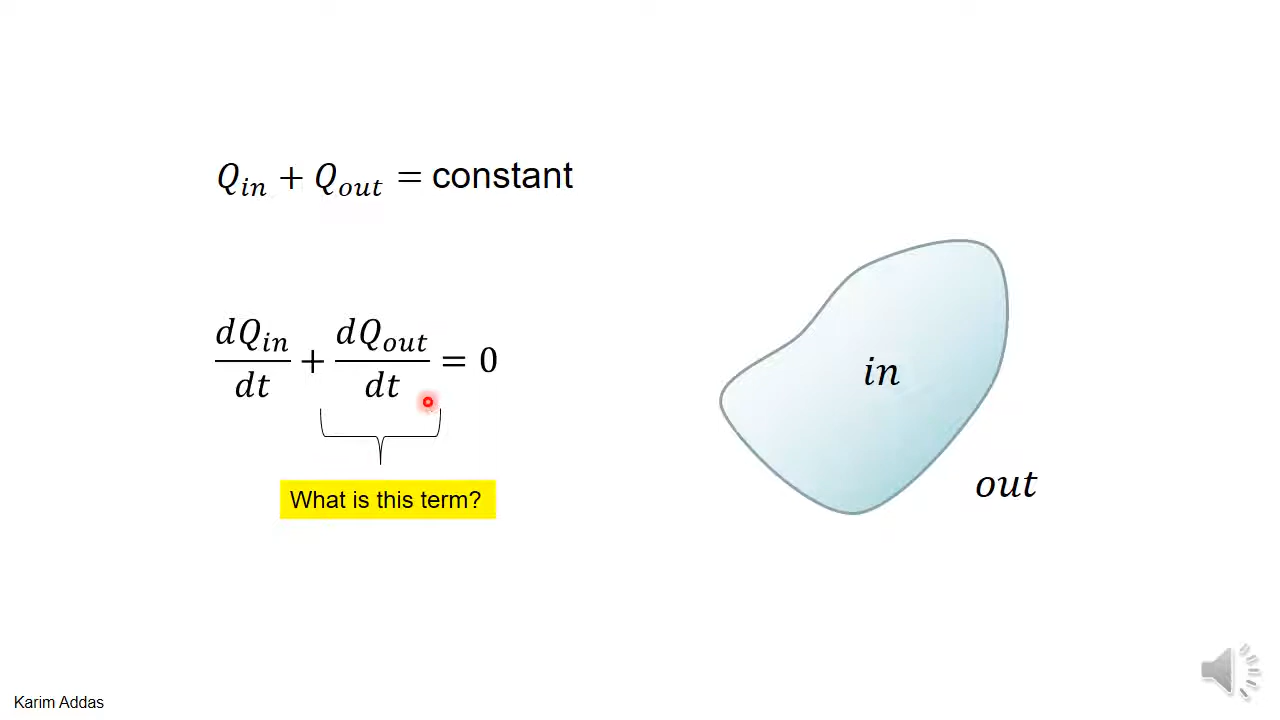 Q_in + Q_out = constant
dQ_in/dt + dQ_out/dt = 0
What is this term?
in
out
Karim Addas